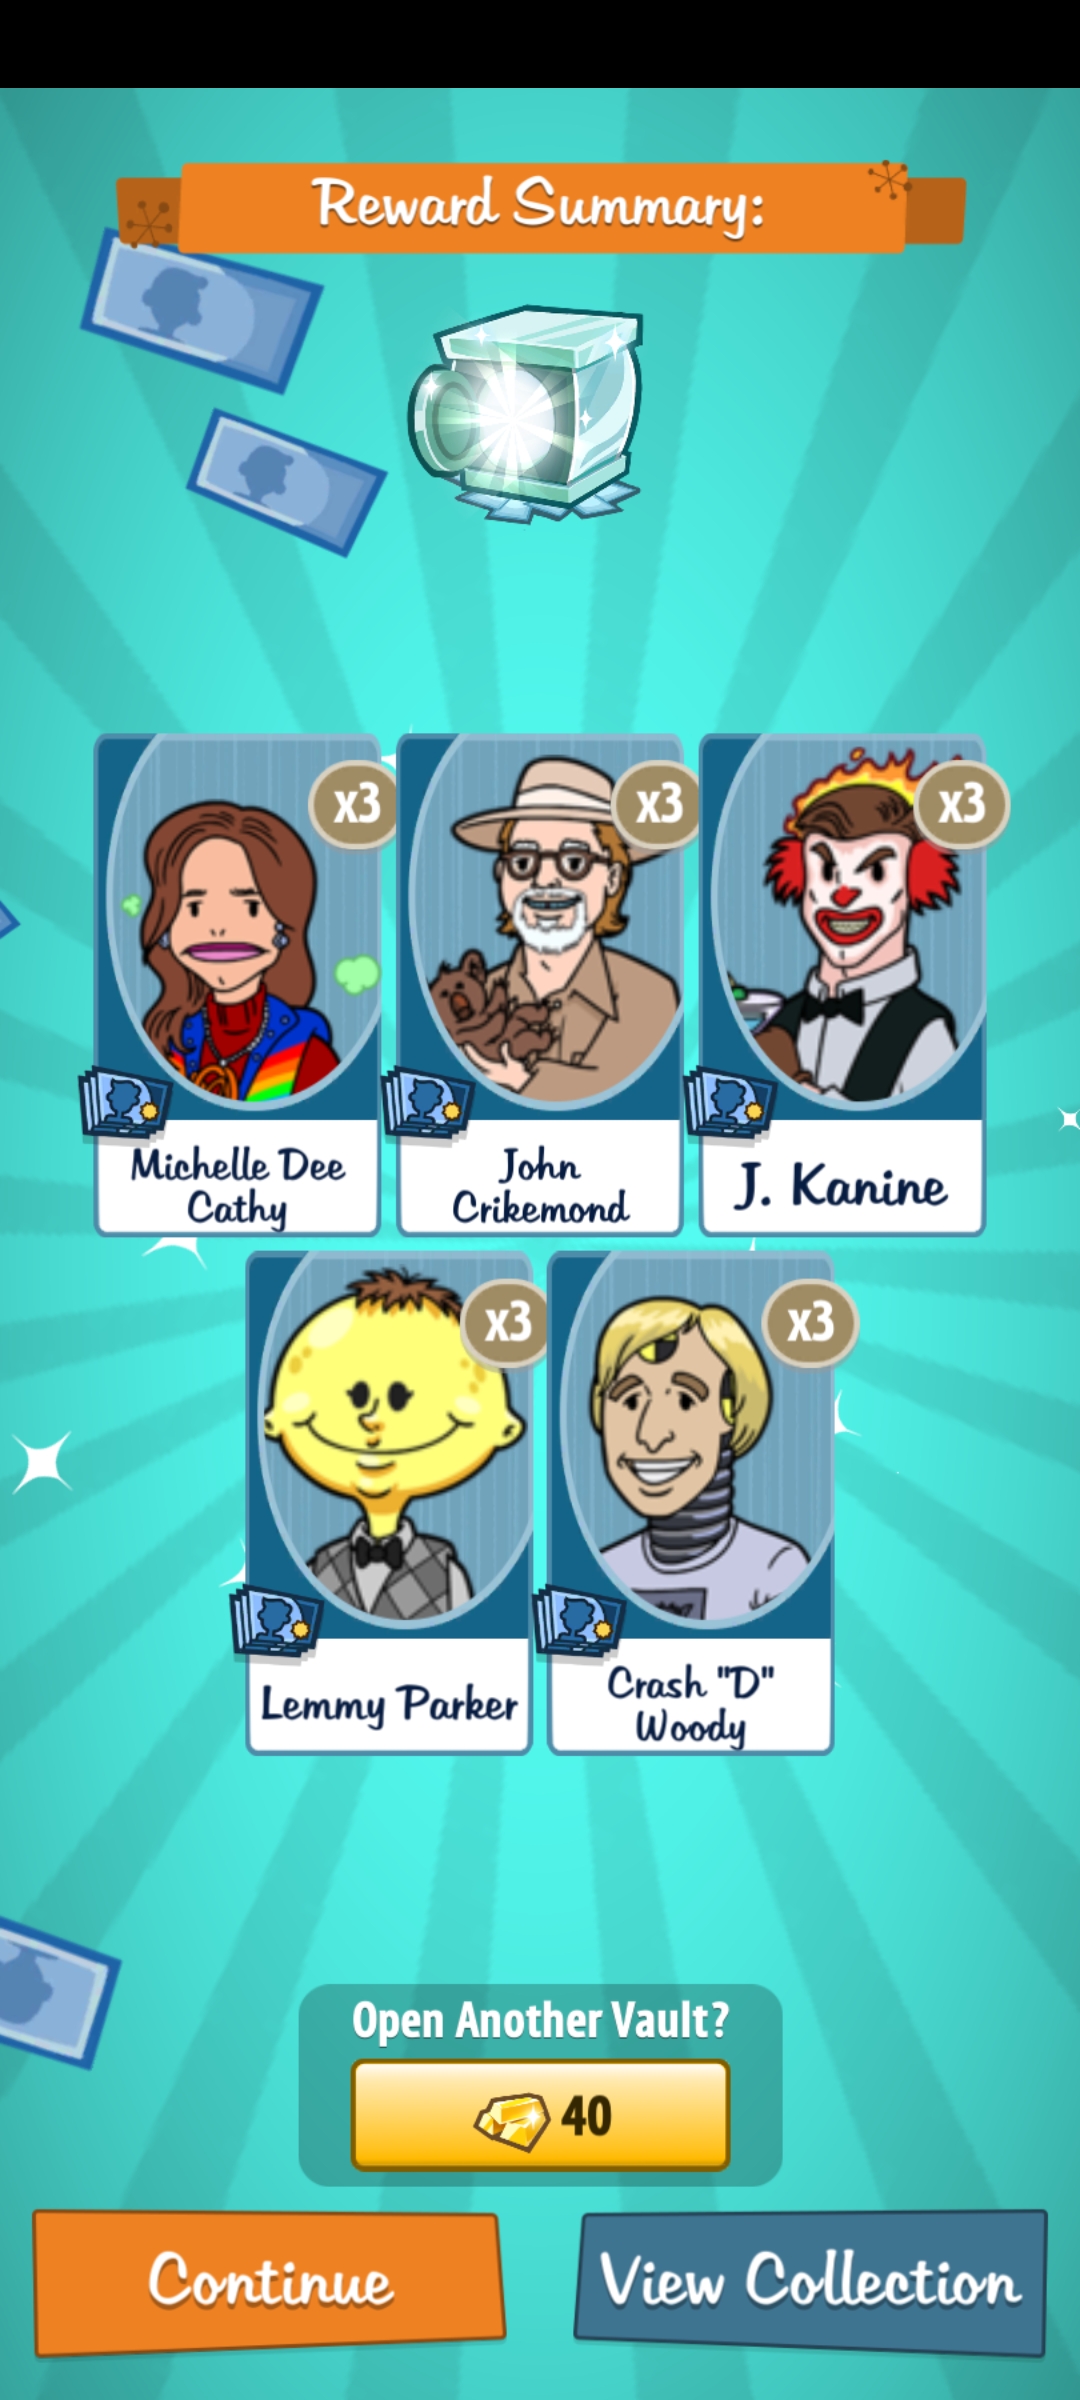 Reward Summary:
x3
x3
x3
Michelle Dee
Cathy
John
Crikemond
J. Kanine
x3
x3
Lemmy Parker
Crash "D"
Woody
Open Another Vault?
40
Continue
View Collection